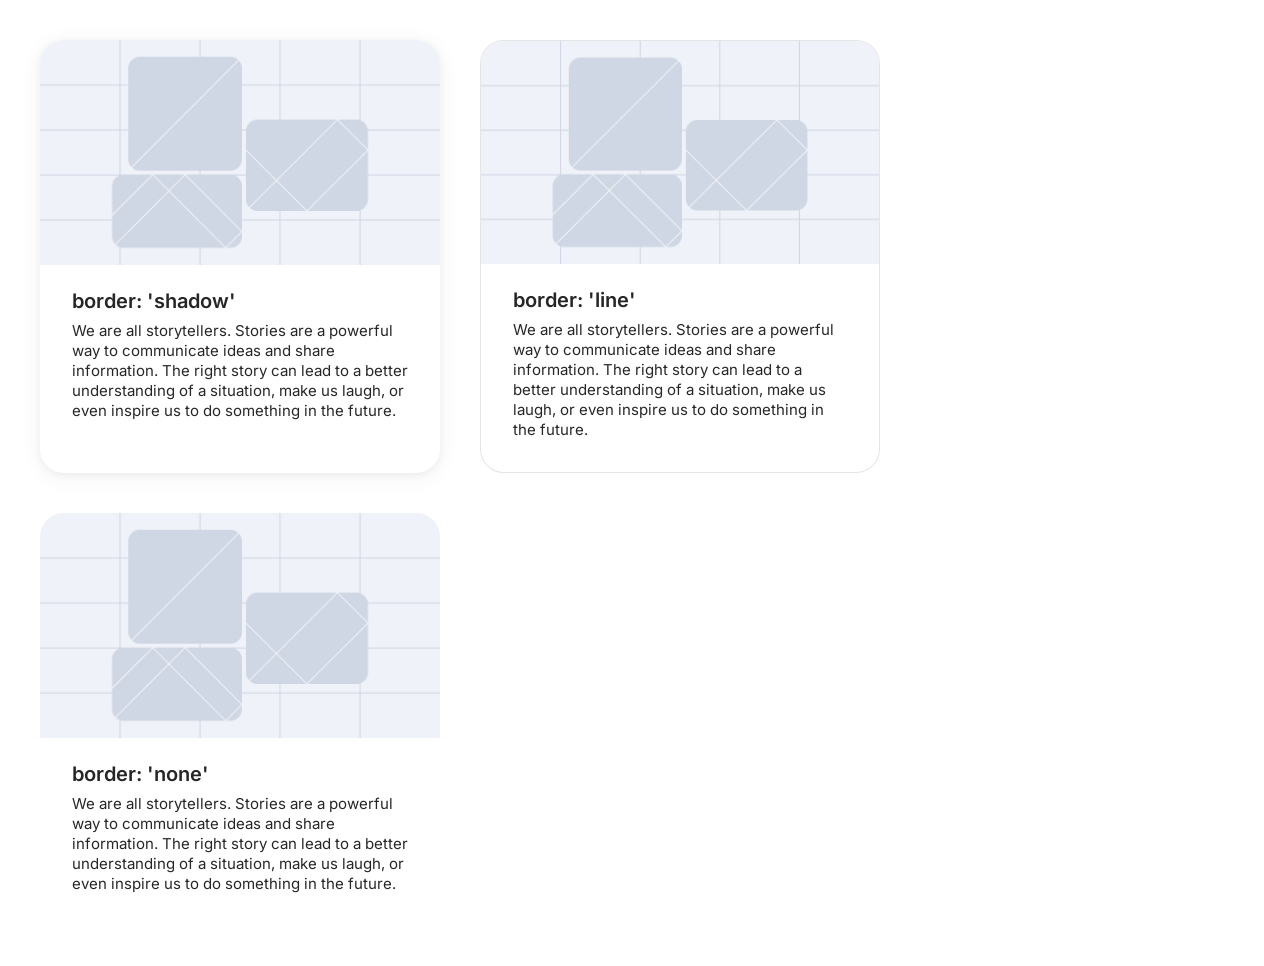 border: 'shadow'
We are all storytellers. Stories are a powerful
way to communicate ideas and share
information. The right story can lead to a better
understanding of a situation, make us laugh, or
even inspire us to do something in the future.
border: 'line'
We are all storytellers. Stories are a powerful
way to communicate ideas and share
information. The right story can lead to a
better understanding of a situation, make us
laugh, or even inspire us to do something in
the future.
border: 'none'
We are all storytellers. Stories are a powerful
way to communicate ideas and share
information. The right story can lead to a better
understanding of a situation, make us laugh, or
even inspire us to do something in the future.